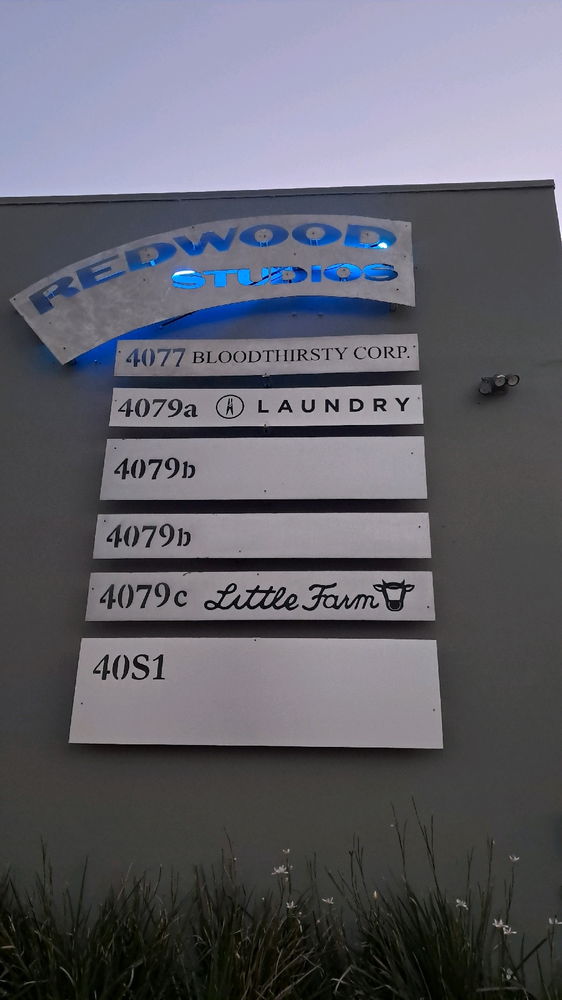 REDWOOD
STUDIOS
4077 BLOODTHIRSTY CORP.
4079a LAUNDRY
4079b
4079b
4079c Little Farm
40S1